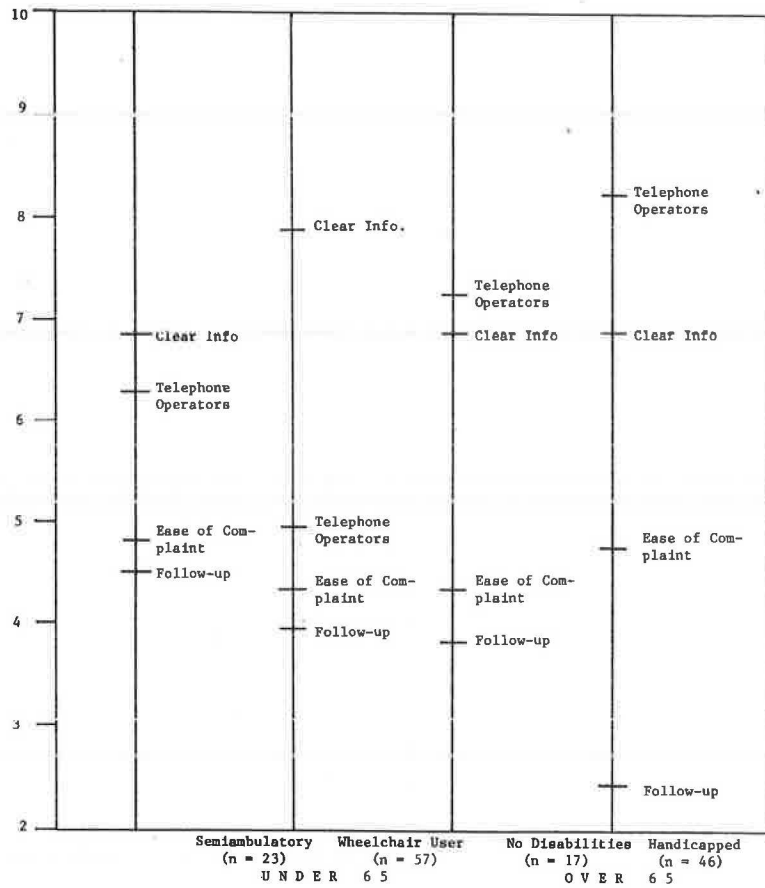 10
9
8
7
6
5
4
3
2
Clear Info
Telephone
Operators
Ease of Com-
plaint
Follow-up
Clear Info.
Telephone
Operators
Ease of Com-
plaint
Follow-up
Telephone
Operators
Clear Info
Ease of Com-
plaint
Follow-up
Telephone
Operators
Clear Info
Ease of Com-
plaint
Follow-up
Semiambulatory Wheelchair User No Disabilities Handicapped
(n = 23) (n = 57) (n = 17) (n = 46)
UNDER 65 OVER 65